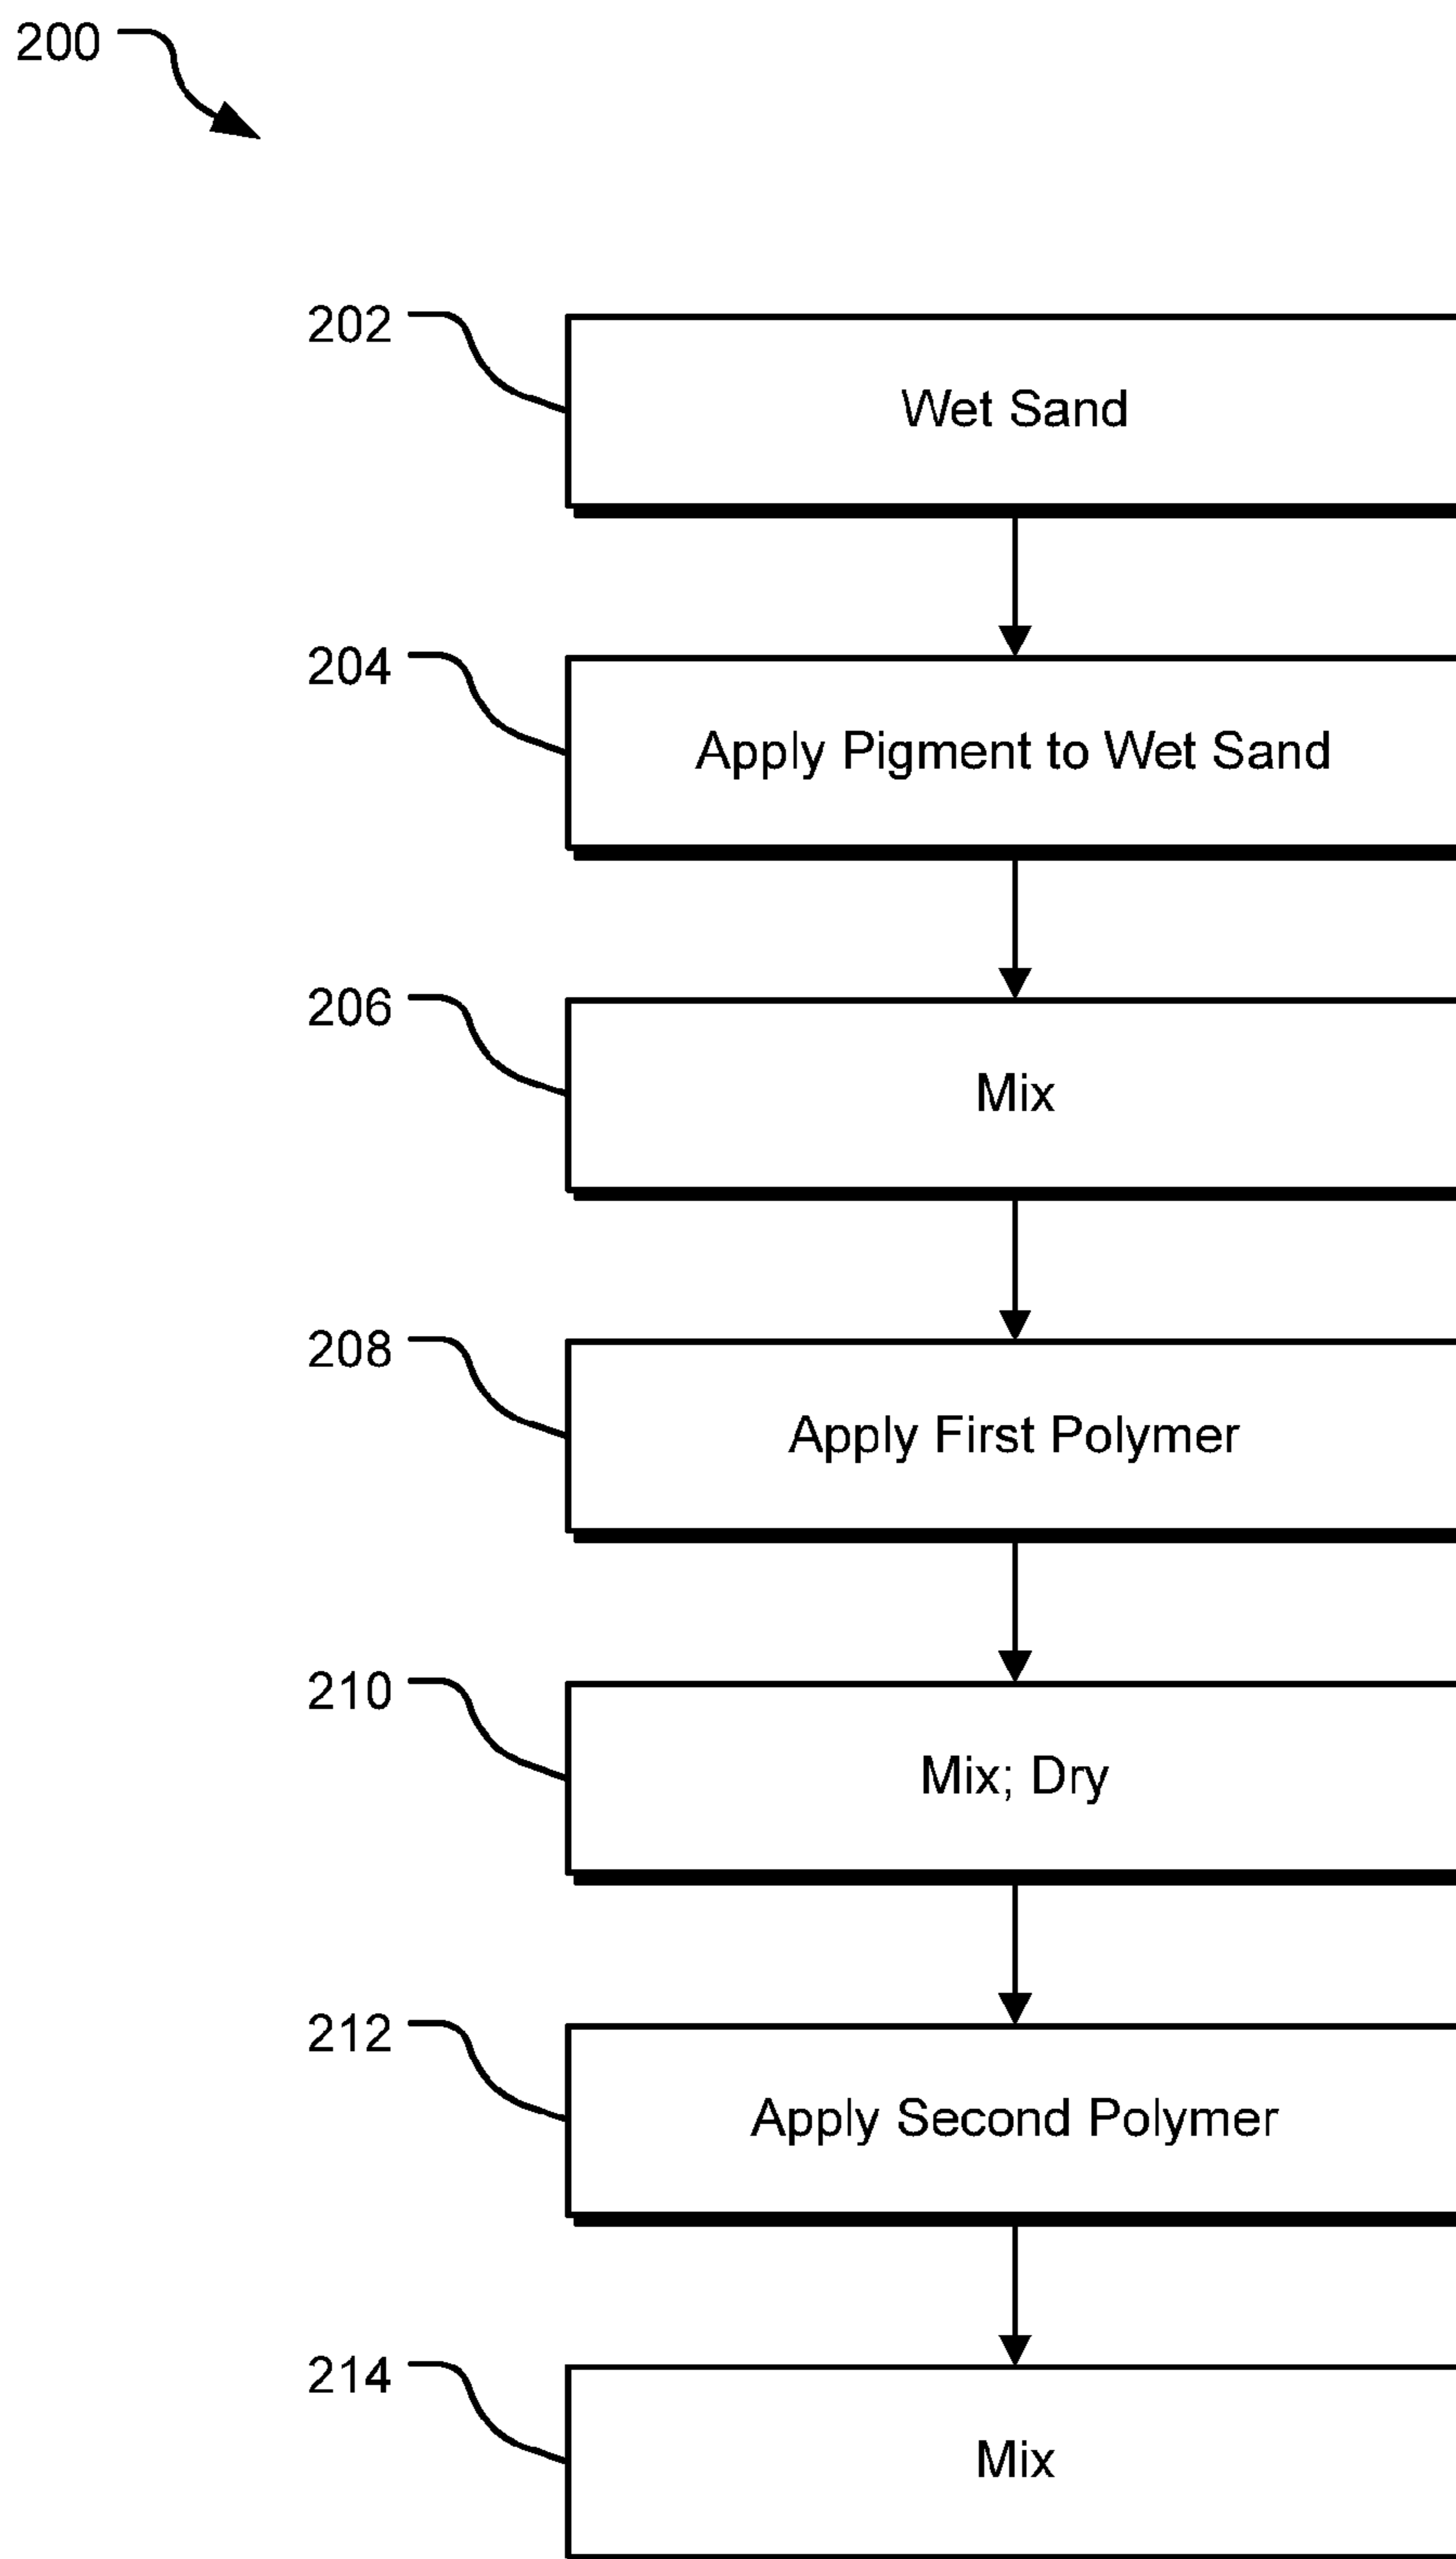 200
202
Wet Sand
204
Apply Pigment to Wet Sand
206
Mix
208
Apply First Polymer
210
Mix; Dry
212
Apply Second Polymer
214
Mix